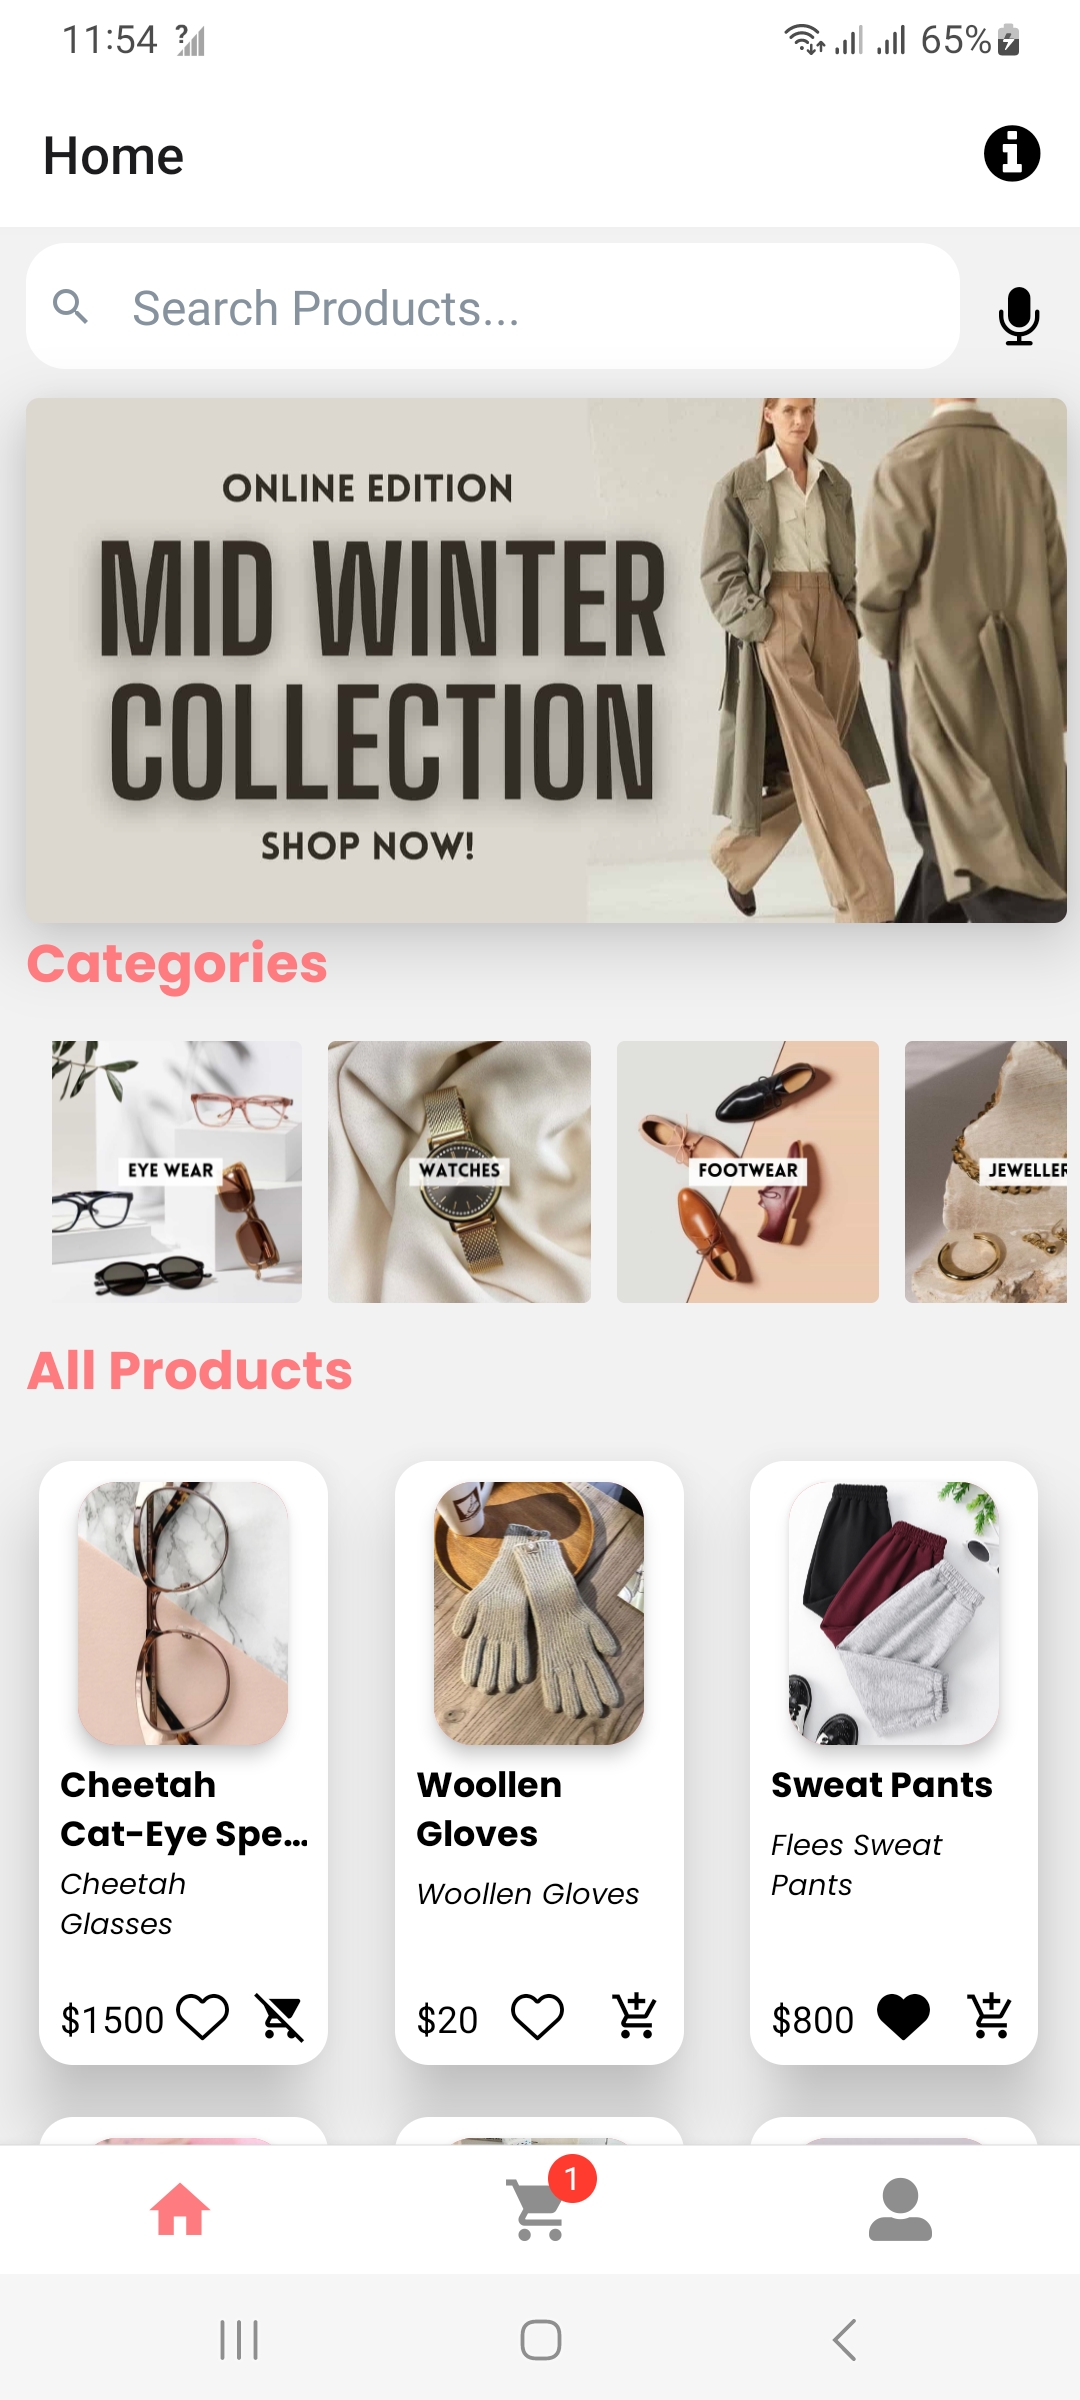 11:54
65%
Home
Search Products...
ONLINE EDITION
MID WINTER
COLLECTION
SHOP NOW!
Categories
EYE WEAR
WATCHES
FOOTWEAR
JEWELLER
All Products
Cheetah
Cat-Eye Spe...
Cheetah
Glasses
$1500
Woollen
Gloves
Woollen Gloves
$20
Sweat Pants
Flees Sweat
Pants
$800
1